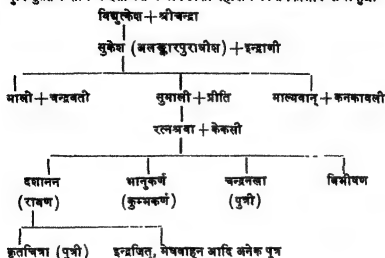 विद्युत्केश + श्रीचन्द्रा
सुकेश (अलङ्कारपुराधीश) + इन्द्राणी
माली + चन्द्रवती सुमाली + प्रीति माल्यवान् + कनकावली
रत्नश्रवा + केकसी
दशानन भानुकर्ण चन्द्रनखा बिभीषण
(रावण) (कुम्भकर्ण) (पुत्री)
कृतचित्रा (पुत्री) इन्द्रजित्, मेघवाहन आदि अनेक पुत्र